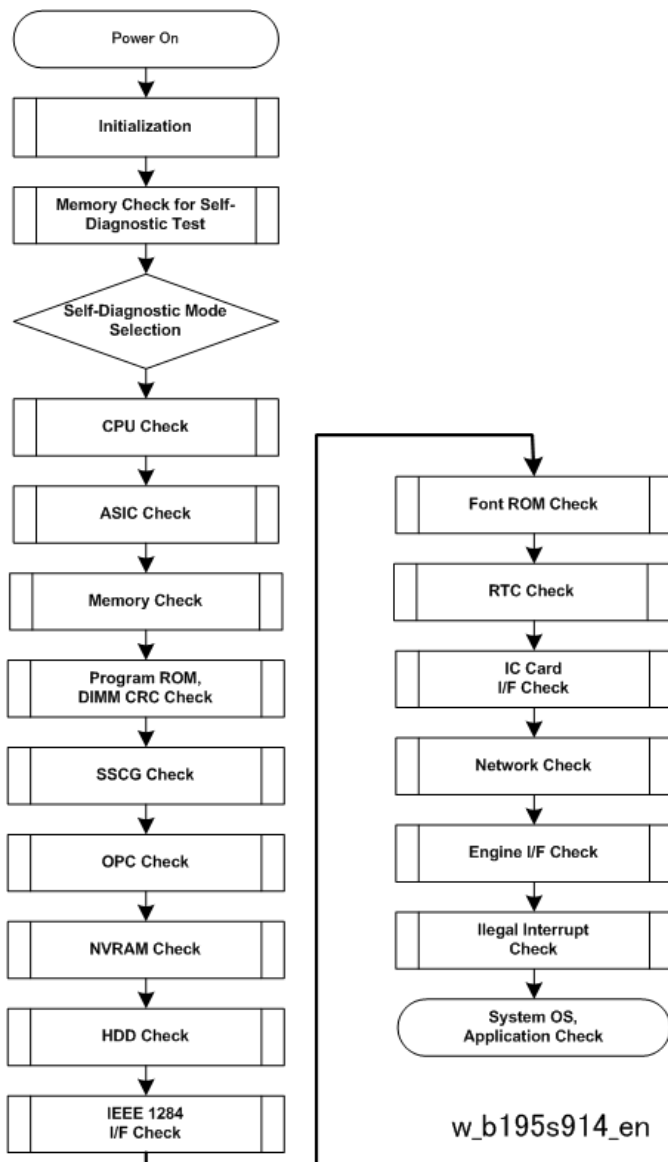 Power On
Initialization
Memory Check for Self-
Diagnostic Test
Self-Diagnostic Mode
Selection
CPU Check
ASIC Check
Memory Check
Program ROM,
DIMM CRC Check
SSCG Check
OPC Check
NVRAM Check
HDD Check
IEEE 1284
I/F Check
Font ROM Check
RTC Check
IC Card
I/F Check
Network Check
Engine I/F Check
Ilegal Interrupt
Check
System OS,
Application Check
w_b195s914_en